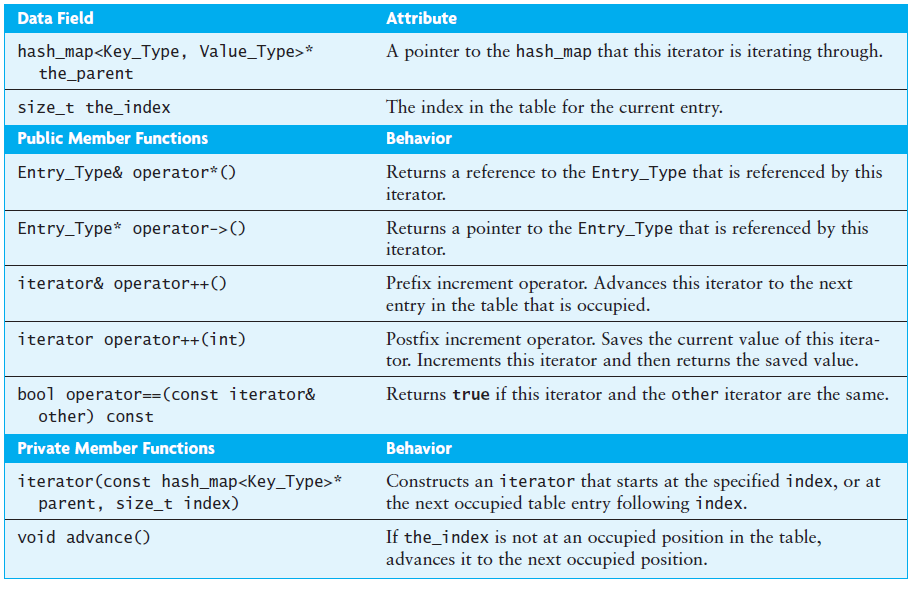 Data Field Attribute
hash_map<Key_Type, Value_Type>* A pointer to the hash_map that this iterator is iterating through.
the_parent
size_t the_index The index in the table for the current entry.
Public Member Functions Behavior
Entry_Type& operator*() Returns a reference to the Entry_Type that is referenced by this
iterator.
Entry_Type* operator->() Returns a pointer to the Entry_Type that is referenced by this
iterator.
iterator& operator++() Prefix increment operator. Advances this iterator to the next
entry in the table that is occupied.
iterator operator++(int) Postfix increment operator. Saves the current value of this itera-
tor. Increments this iterator and then returns the saved value.
bool operator==(const iterator& Returns true if this iterator and the other iterator are the same.
other) const
Private Member Functions Behavior
iterator(const hash_map<Key_Type>* Constructs an iterator that starts at the specified index, or at
parent, size_t index) the next occupied table entry following index.
void advance() If the_index is not at an occupied position in the table,
advances it to the next occupied position.